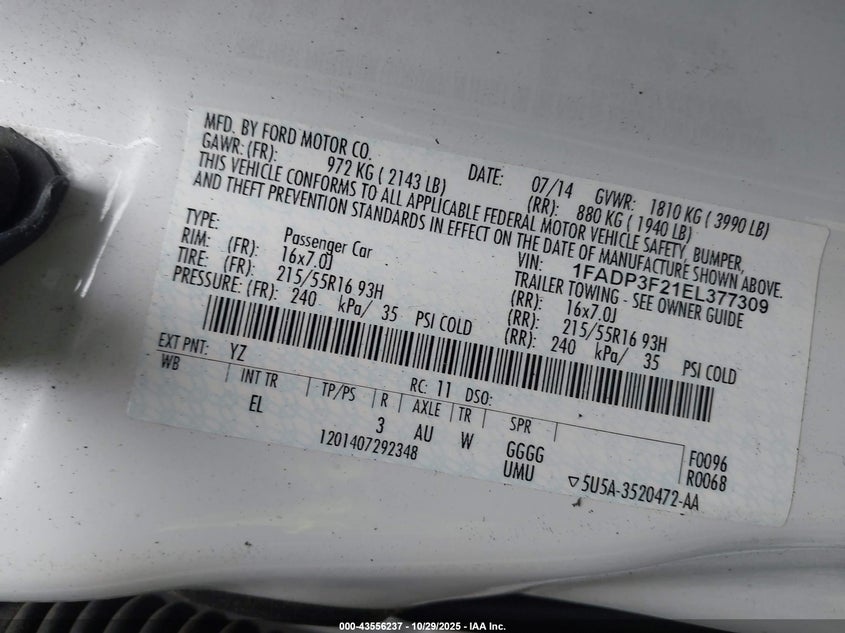 MFD. BY FORD MOTOR CO. DATE: 07/14 GVWR: 1810 KG ( 3990 LB)
GAWR: (FR): 972 KG ( 2143 LB) (RR): 880 KG ( 1940 LB)
THIS VEHICLE CONFORMS TO ALL APPLICABLE FEDERAL MOTOR VEHICLE SAFETY, BUMPER,
AND THEFT PREVENTION STANDARDS IN EFFECT ON THE DATE OF MANUFACTURE SHOWN ABOVE.
VIN: 1FADP3F21EL377309
TYPE: Passenger Car TRAILER TOWING - SEE OWNER GUIDE
RIM: (FR): 16x7.0J (RR): 16x7.0J
TIRE: (FR): 215/55R16 93H (RR): 215/55R16 93H
PRESSURE: (FR): 240 kPa/ 35 PSI COLD (RR): 240 kPa/ 35 PSI COLD
EXT PNT: YZ RC: 11 DSO:
WB INT TR TP/PS R AXLE TR SPR
EL 3 AU W GGGG F0096
1201407292348 UMU R0068
▽5U5A-3520472-AA
000-43556237 - 10/29/2025 - IAA Inc.